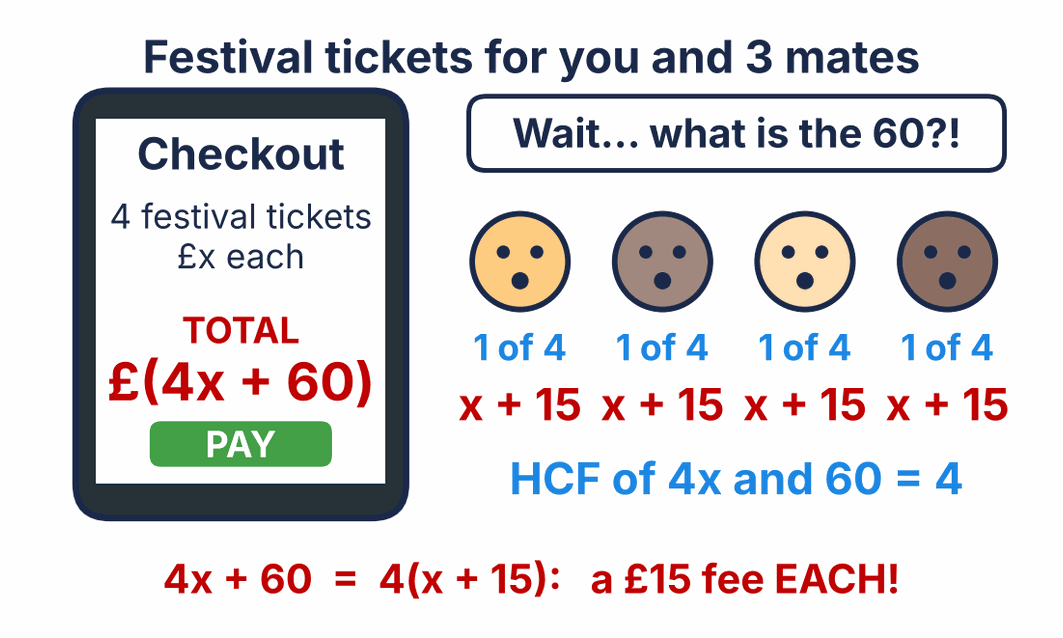 Festival tickets for you and 3 mates
Checkout
4 festival tickets
£x each
TOTAL
£(4x + 60)
PAY
Wait... what is the 60?!
1 of 4 1 of 4 1 of 4 1 of 4
x + 15 x + 15 x + 15 x + 15
HCF of 4x and 60 = 4
4x + 60 = 4(x + 15): a £15 fee EACH!